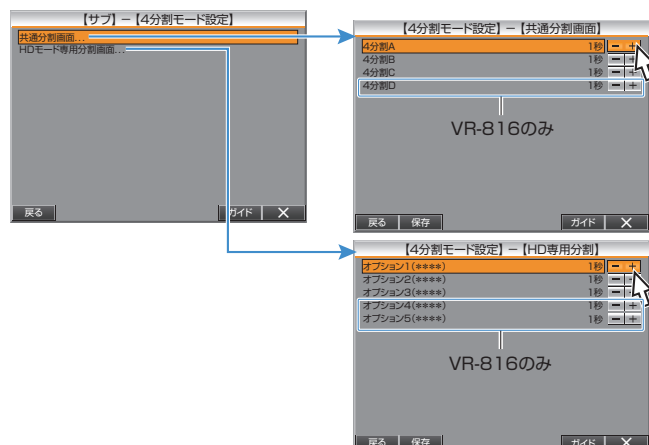 【サブ】－【4分割モード設定】
共通分割画面...
HDモード専用分割画面...
戻る ガイド ×
【4分割モード設定】－【共通分割画面】
4分割A 1秒 － ＋
4分割B 1秒 － ＋
4分割C 1秒 － ＋
4分割D 1秒 － ＋
VR-816のみ
戻る 保存 ガイド ×
【4分割モード設定】－【HD専用分割】
オプション1(****) 1秒 － ＋
オプション2(****) 1秒 －
オプション3(****) 1秒 －
オプション4(****) 1秒 － ＋
オプション5(****) 1秒 － ＋
VR-816のみ
戻る 保存 ガイド ×